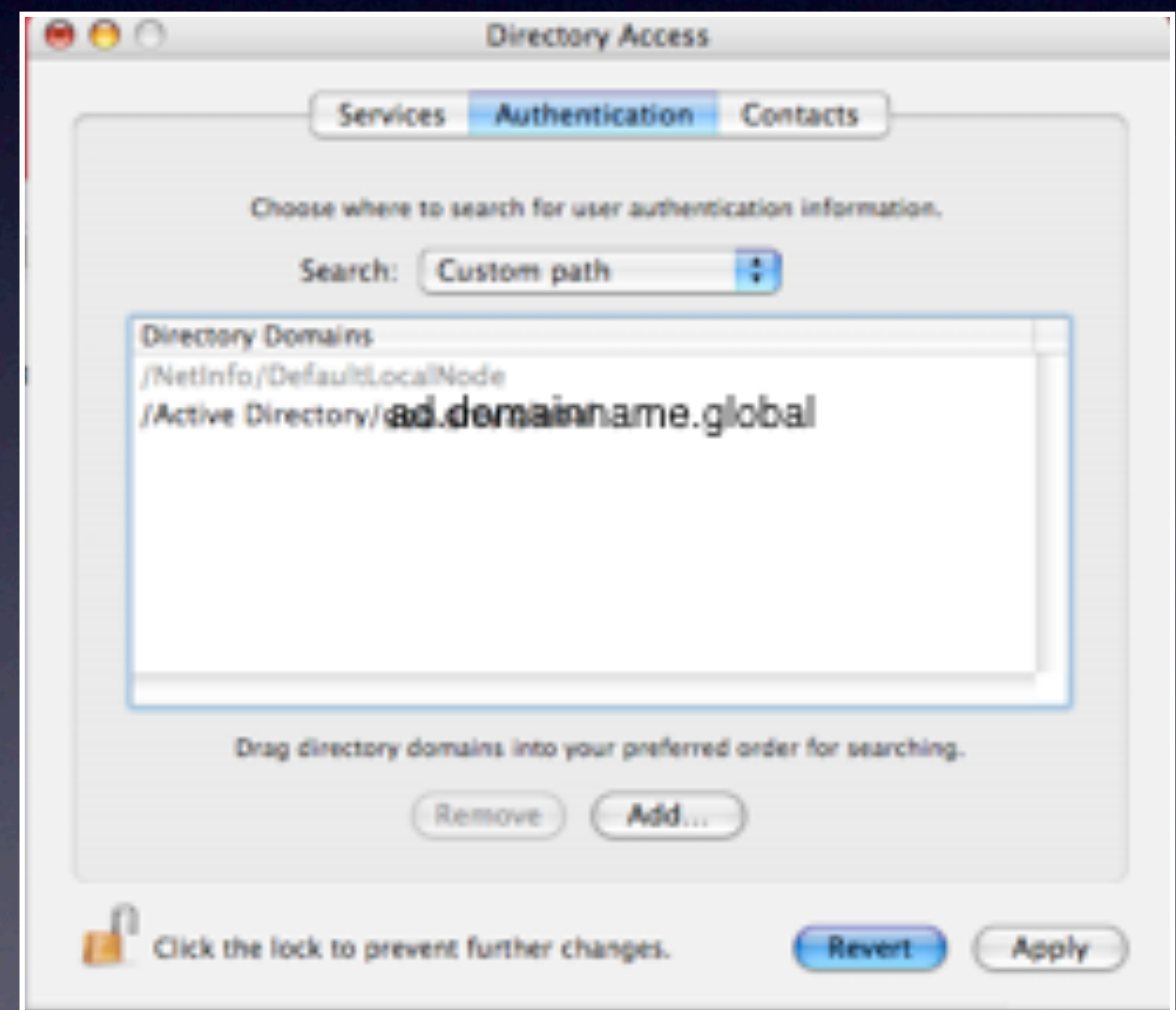 Directory Access
Services Authentication Contacts
Choose where to search for user authentication information.
Search: Custom path
Directory Domains
/NetInfo/DefaultLocalNode
/Active Directory/ad.domainname.global
Drag directory domains into your preferred order for searching.
Remove Add...
Click the lock to prevent further changes. Revert Apply